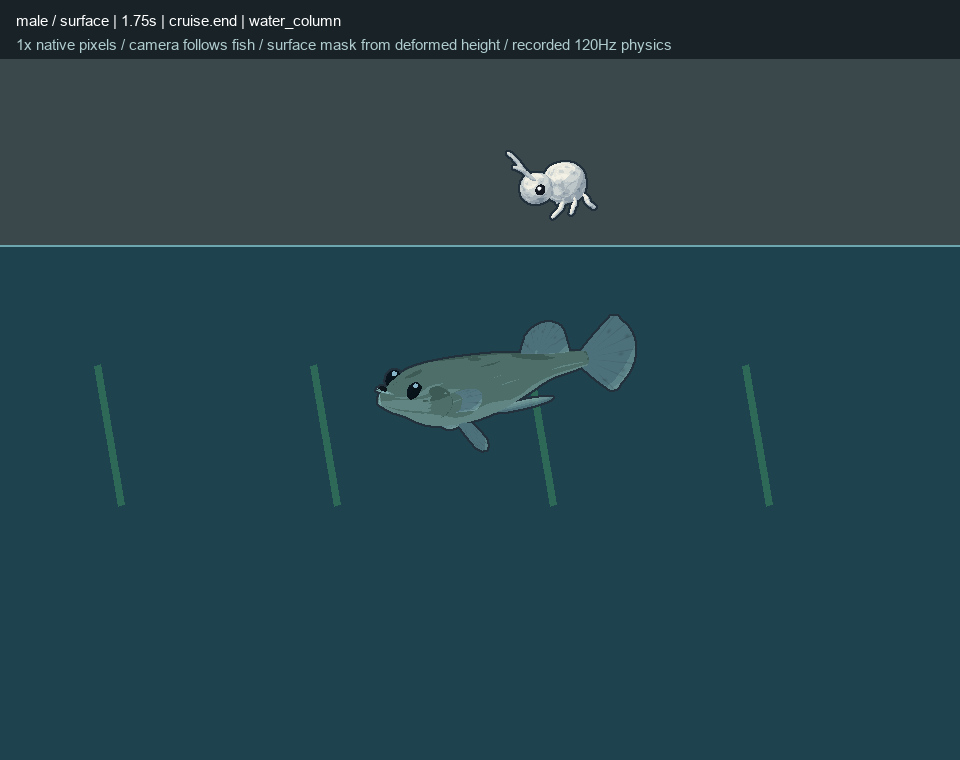 male / surface | 1.75s | cruise.end | water_column
1x native pixels / camera follows fish / surface mask from deformed height / recorded 120Hz physics